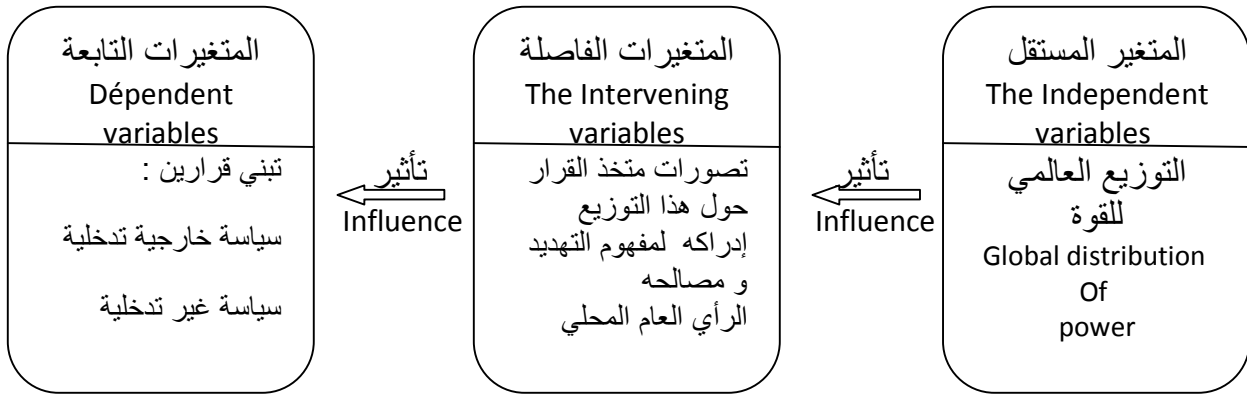 المتغير المستقل
The Independent
variables
التوزيع العالمي
للقوة
Global distribution
Of
power
تأثير
Influence
المتغيرات الفاصلة
The Intervening
variables
تصورات متخذ القرار
حول هذا التوزيع
إدراكه لمفهوم التهديد
و مصالحه
الرأي العام المحلي
تأثير
Influence
المتغيرات التابعة
Dépendent
variables
تبني قرارين :
سياسة خارجية تدخلية
سياسة غير تدخلية